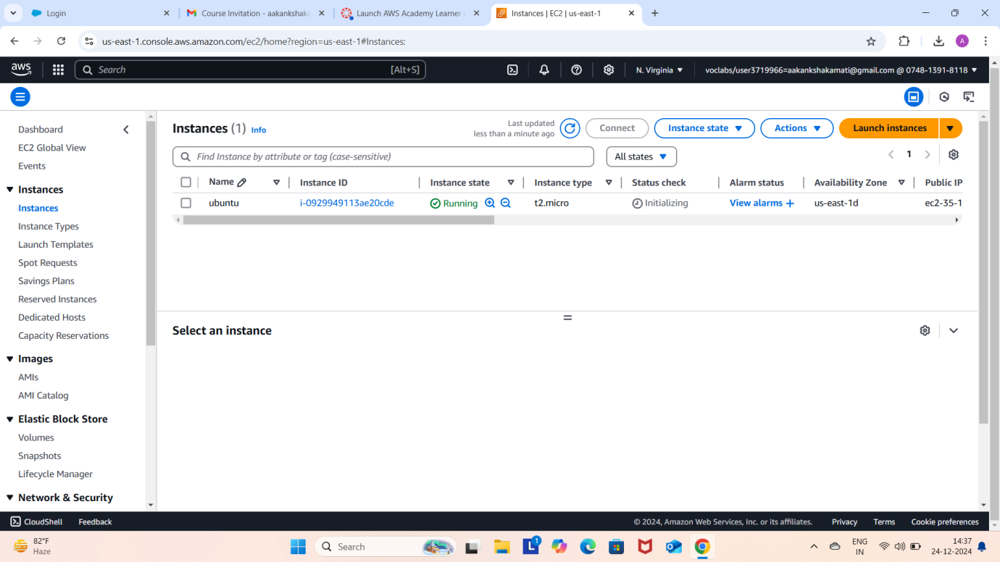 Login
Course Invitation - aakanksha
Launch AWS Academy Learner
Instances | EC2 | us-east-1
us-east-1.console.aws.amazon.com/ec2/home?region=us-east-1#Instances:
A
aws
Search
[Alt+S]
N. Virginia
voclabs/user3719966=aakankshakamati@gmail.com @ 0748-1391-8118
Dashboard
EC2 Global View
Events
Instances
Instances
Instance Types
Launch Templates
Spot Requests
Savings Plans
Reserved Instances
Dedicated Hosts
Capacity Reservations
Images
AMIs
AMI Catalog
Elastic Block Store
Volumes
Snapshots
Lifecycle Manager
Network & Security
Instances (1) Info
Last updated
less than a minute ago
Connect
Instance state
Actions
Launch instances
Find Instance by attribute or tag (case-sensitive)
All states
1
Name Instance ID Instance state Instance type Status check Alarm status Availability Zone Public IP
ubuntu i-0929949113ae20cde Running t2.micro Initializing View alarms + us-east-1d ec2-35-1
Select an instance
CloudShell Feedback © 2024, Amazon Web Services, Inc. or its affiliates. Privacy Terms Cookie preferences
82°F
Haze
Search
L
1
ENG
IN
14:37
24-12-2024